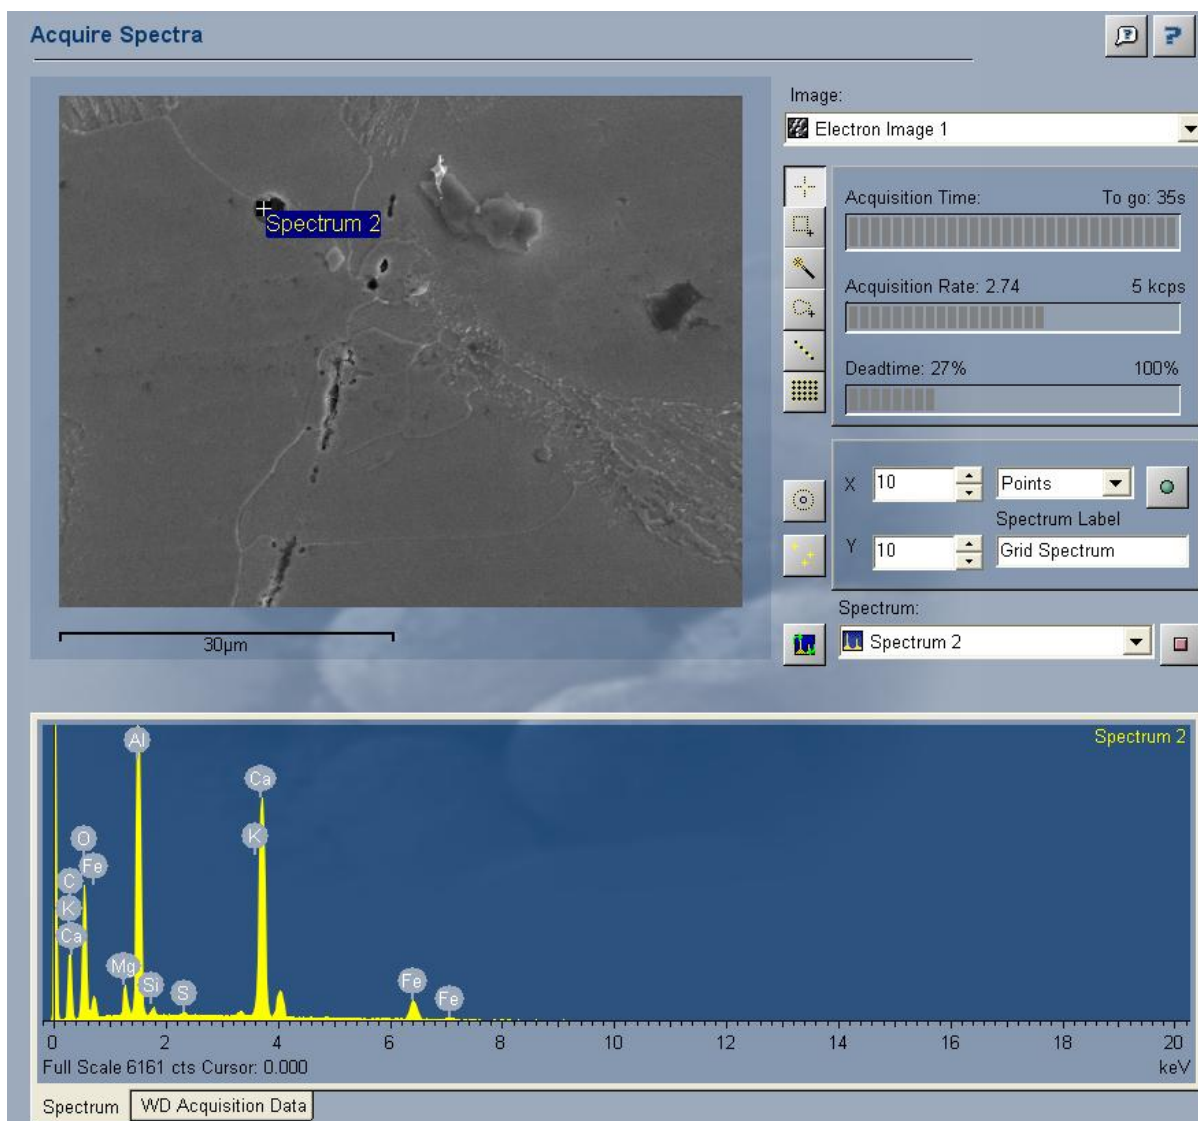 Acquire Spectra
Image:
Electron Image 1
Spectrum 2
Acquisition Time: To go: 35s
Acquisition Rate: 2.74 5 kcps
Deadtime: 27% 100%
X 10 Points
Spectrum Label
Y 10 Grid Spectrum
30µm
Spectrum:
Spectrum 2
Spectrum 2
Al
Ca
O K
Fe
C
K
Ca
Mg Fe
Si S Fe
0 2 4 6 8 10 12 14 16 18 20
Full Scale 6161 cts Cursor: 0.000 keV
Spectrum WD Acquisition Data